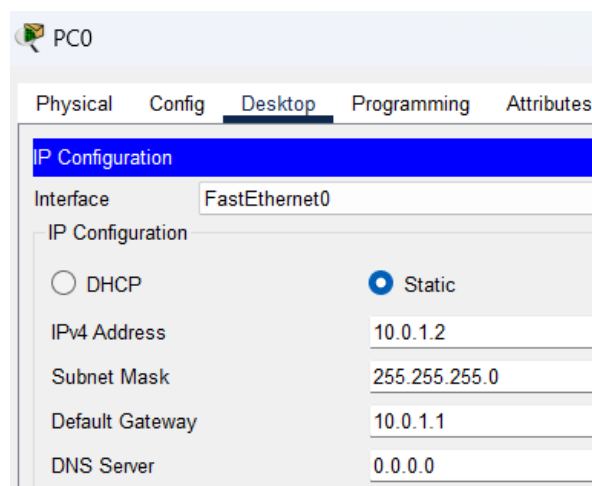 PC0
Physical Config Desktop Programming Attributes
IP Configuration
Interface FastEthernet0
IP Configuration
DHCP Static
IPv4 Address 10.0.1.2
Subnet Mask 255.255.255.0
Default Gateway 10.0.1.1
DNS Server 0.0.0.0